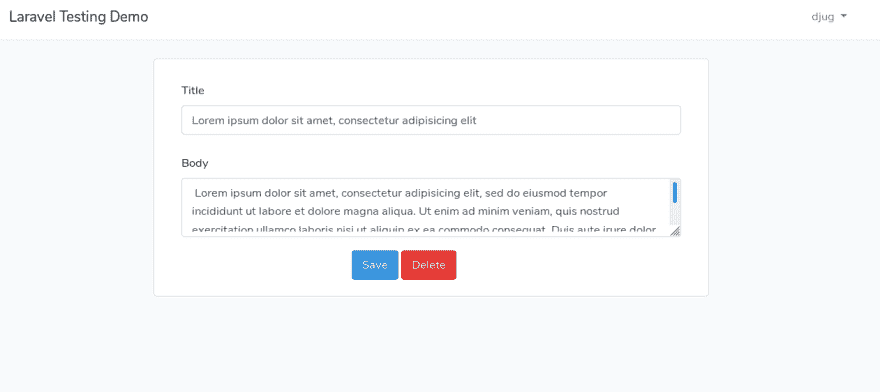 Laravel Testing Demo
djug
Title
Lorem ipsum dolor sit amet, consectetur adipisicing elit
Body
Lorem ipsum dolor sit amet, consectetur adipisicing elit, sed do eiusmod tempor
incididunt ut labore et dolore magna aliqua. Ut enim ad minim veniam, quis nostrud
exercitation ullamco laboris nisi ut aliquip ex ea commodo consequat. Duis aute irure dolor
Save Delete